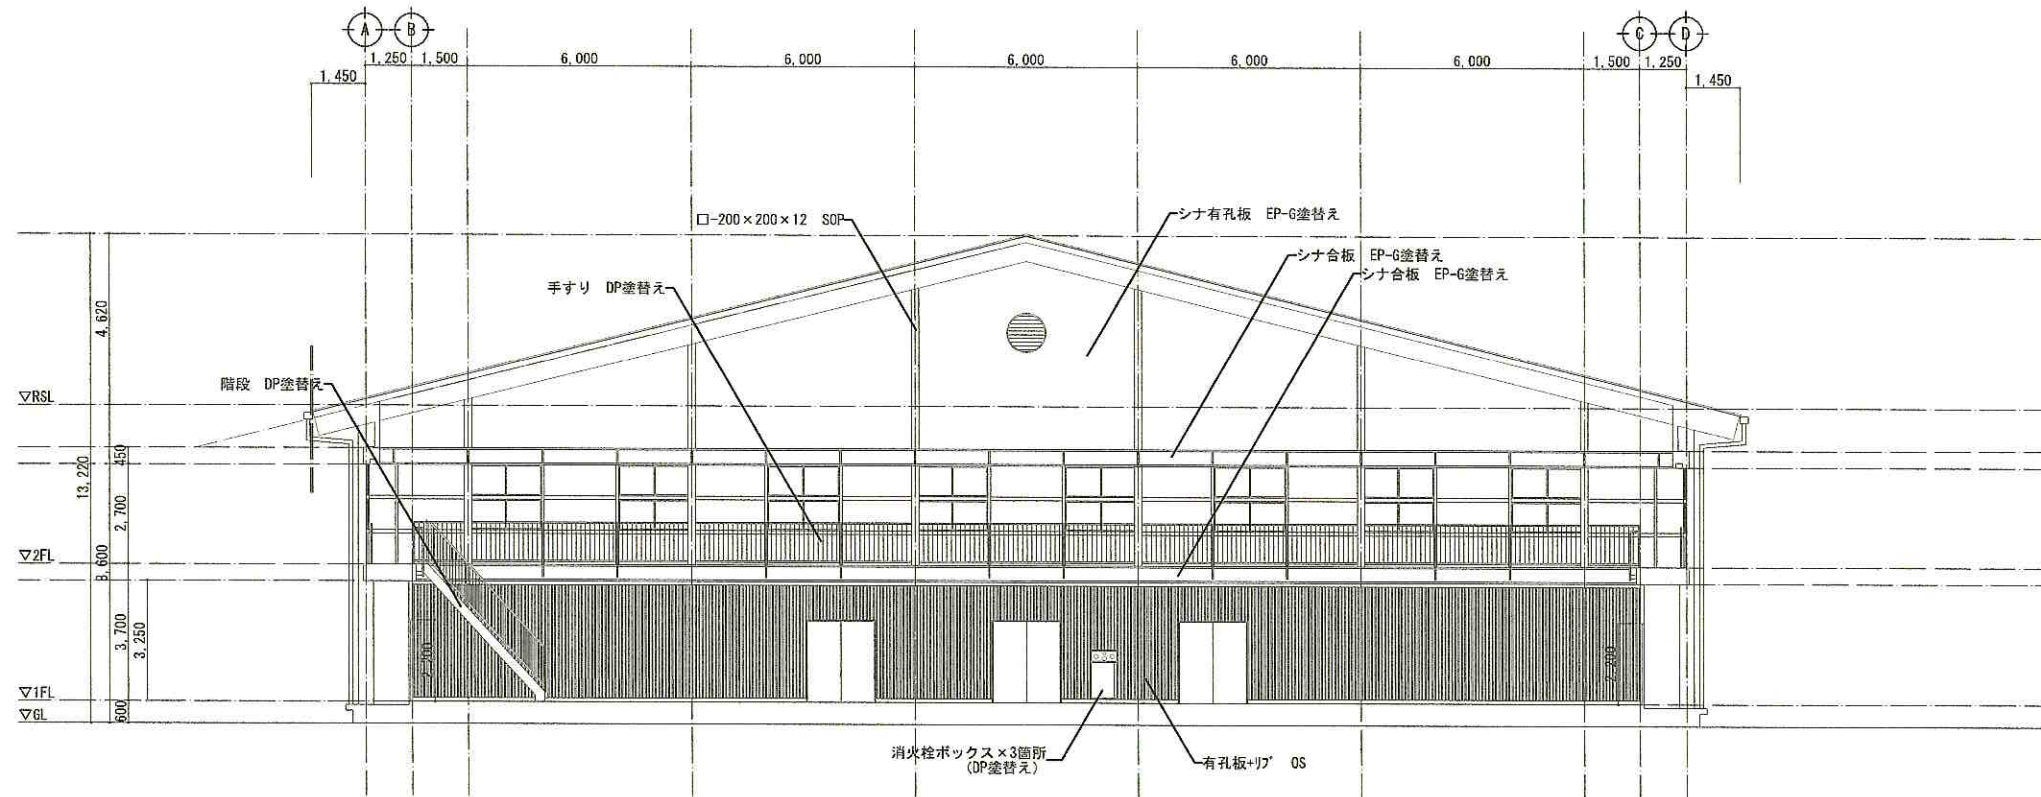 A B C D
1,250 1,500 6,000 6,000 6,000 6,000 6,000 1,500 1,250
1,450 1,450
□-200×200×12 SOP
シナ有孔板 EP-G塗替え
シナ合板 EP-G塗替え
シナ合板 EP-G塗替え
手すり DP塗替え
階段 DP塗替え
4,620
▽RSL
13,220
450
2,700
▽2FL
8,600
3,700
3,250
2,200
2,200
▽1FL
600
▽GL
消火栓ボックス×3箇所
(DP塗替え)
有孔板+リブ OS